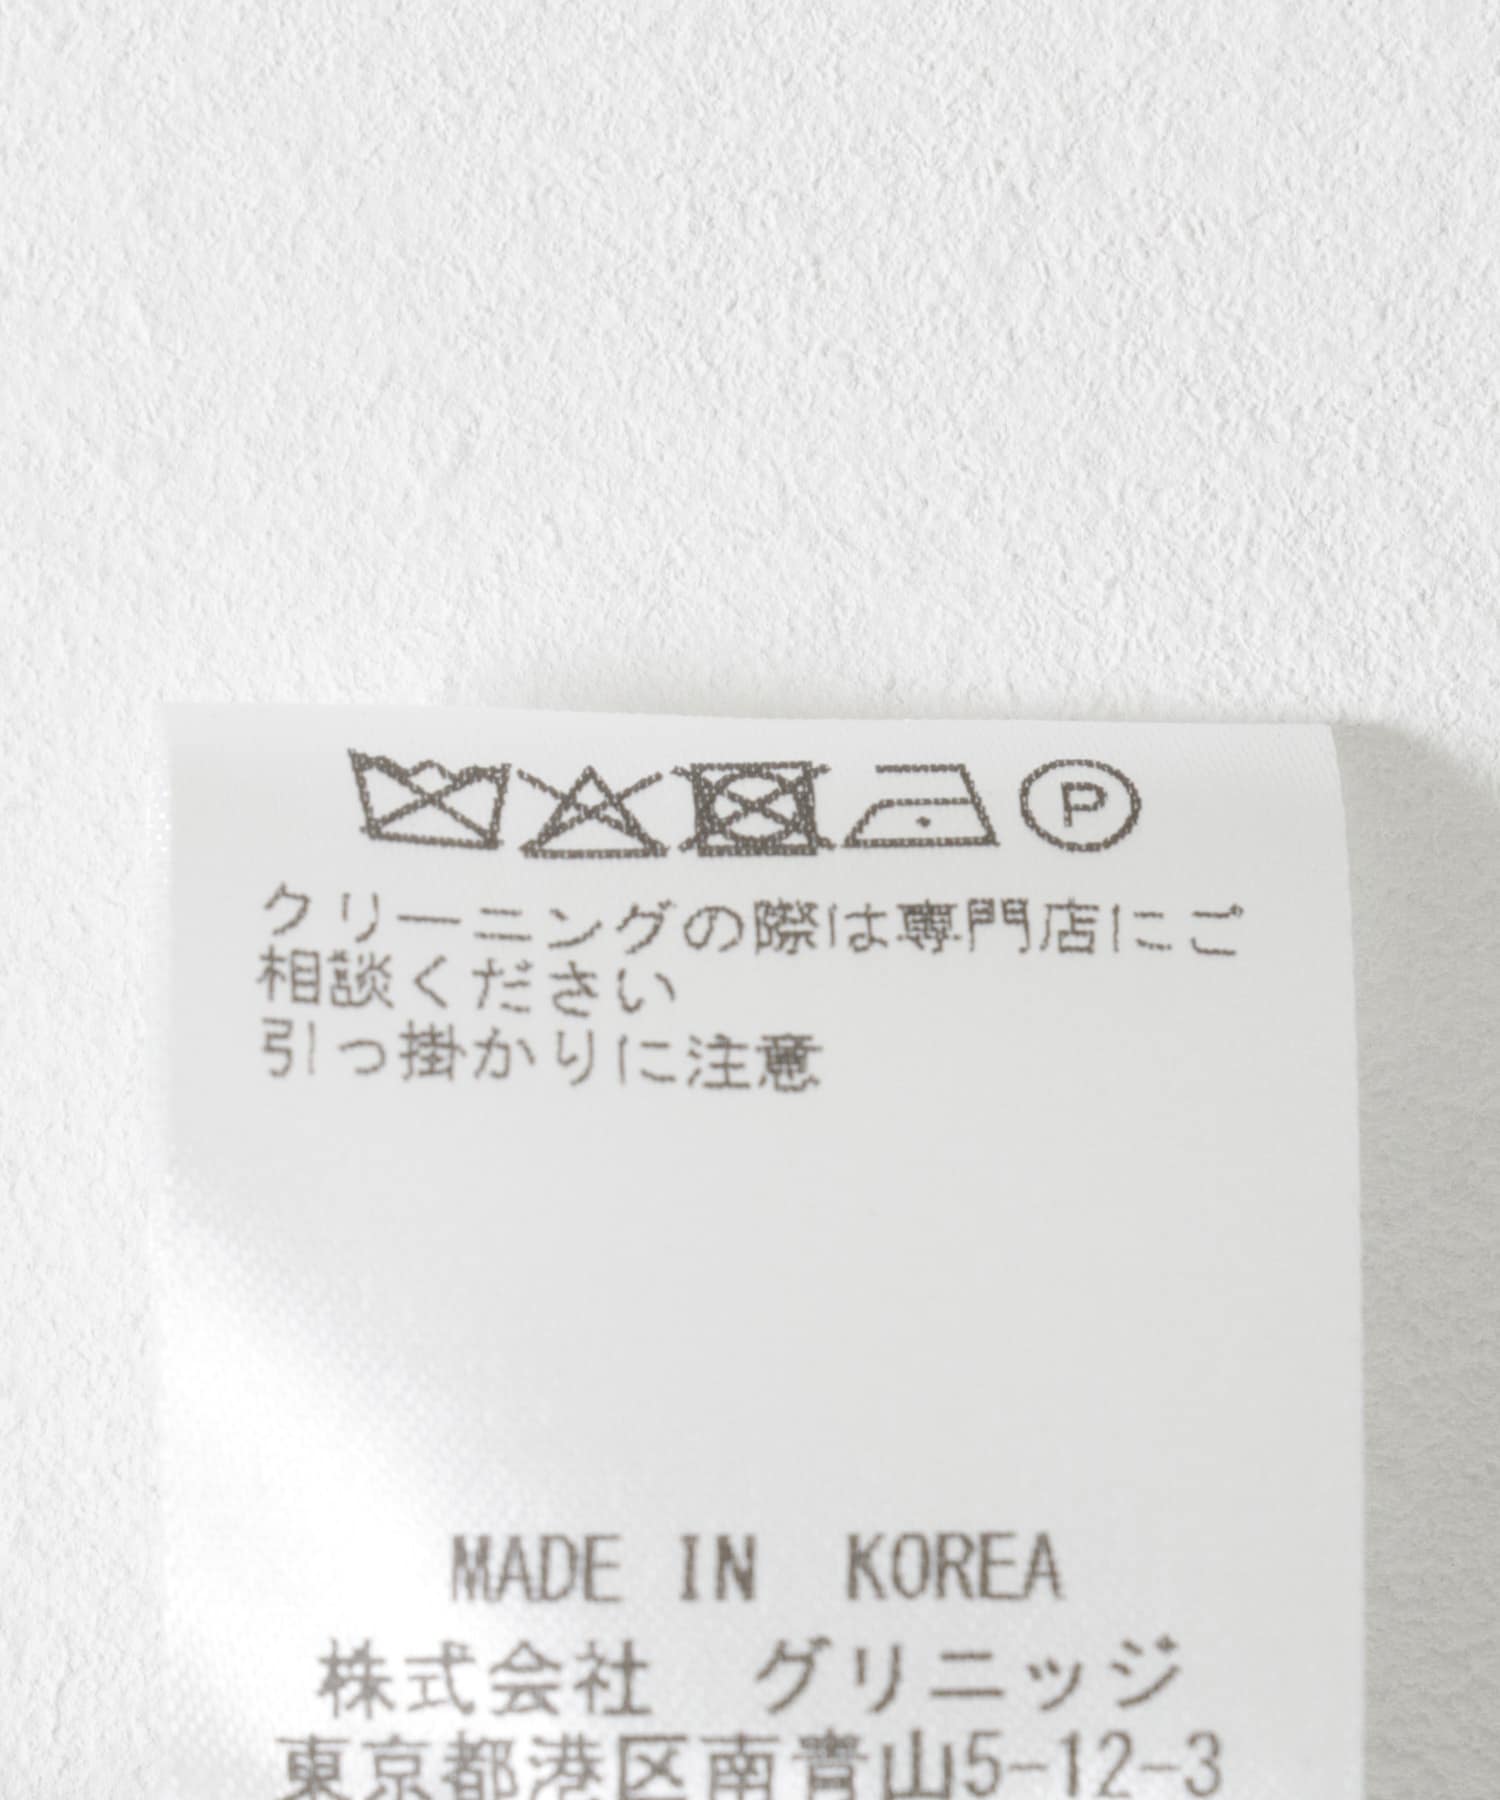 P
クリーニングの際は専門店にご
相談ください
引っ掛かりに注意
MADE IN KOREA
株式会社 グリニッジ
東京都港区南青山5-12-3